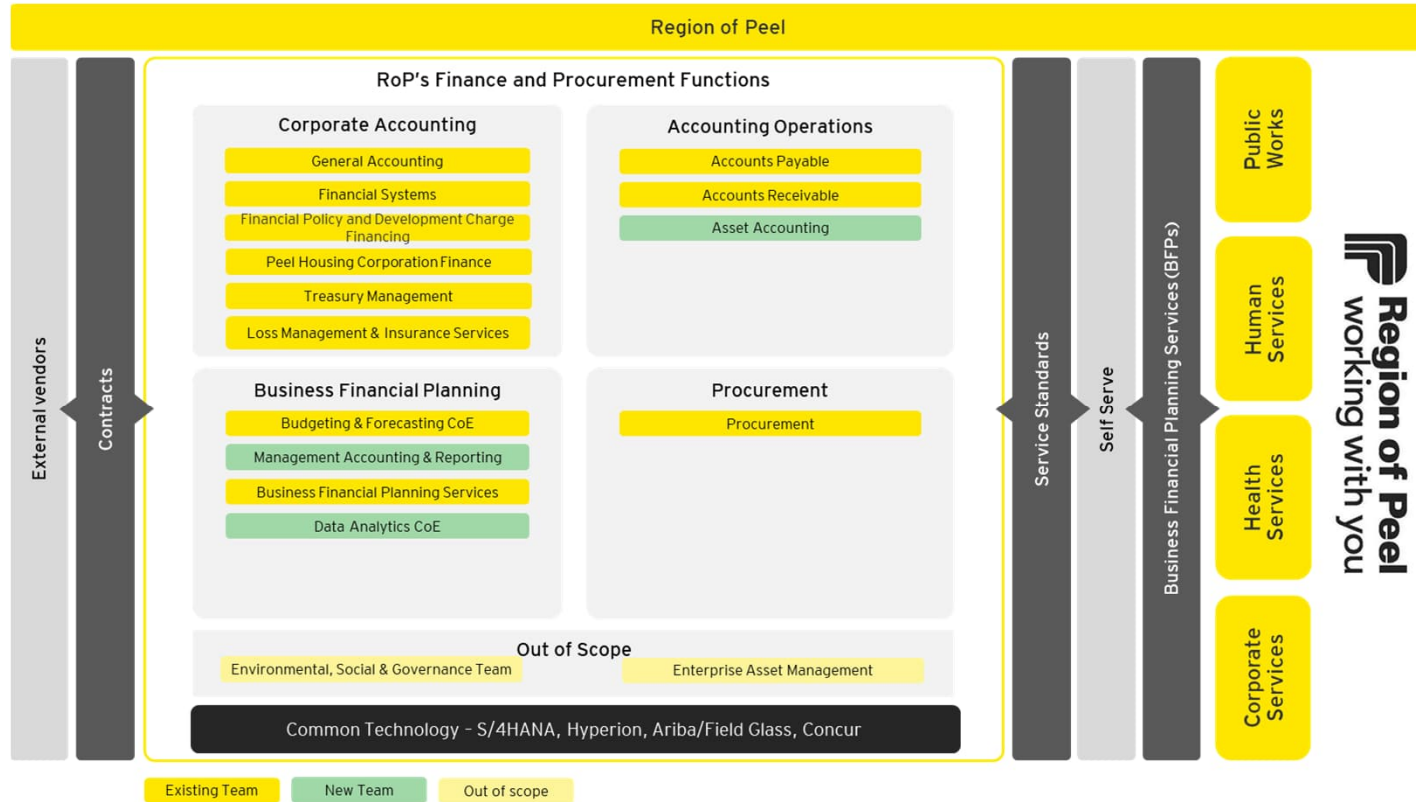 Region of Peel
External vendors
Contracts
RoP's Finance and Procurement Functions
Corporate Accounting
General Accounting
Financial Systems
Financial Policy and Development Charge
Financing
Peel Housing Corporation Finance
Treasury Management
Loss Management & Insurance Services
Accounting Operations
Accounts Payable
Accounts Receivable
Asset Accounting
Business Financial Planning
Budgeting & Forecasting CoE
Management Accounting & Reporting
Business Financial Planning Services
Data Analytics CoE
Procurement
Procurement
Out of Scope
Environmental, Social & Governance Team
Enterprise Asset Management
Common Technology – S/4HANA, Hyperion, Ariba/Field Glass, Concur
Service Standards
Self Serve
Business Financial Planning Services (BFPs)
Public
Works
Human
Services
Health
Services
Corporate
Services
Region of Peel
working with you
Existing Team
New Team
Out of scope